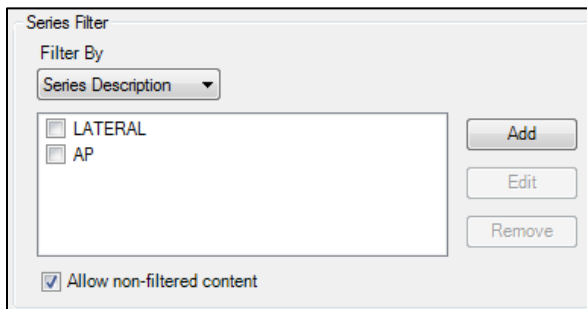 Series Filter
Filter By
Series Description
LATERAL
AP
Add
Edit
Remove
Allow non-filtered content